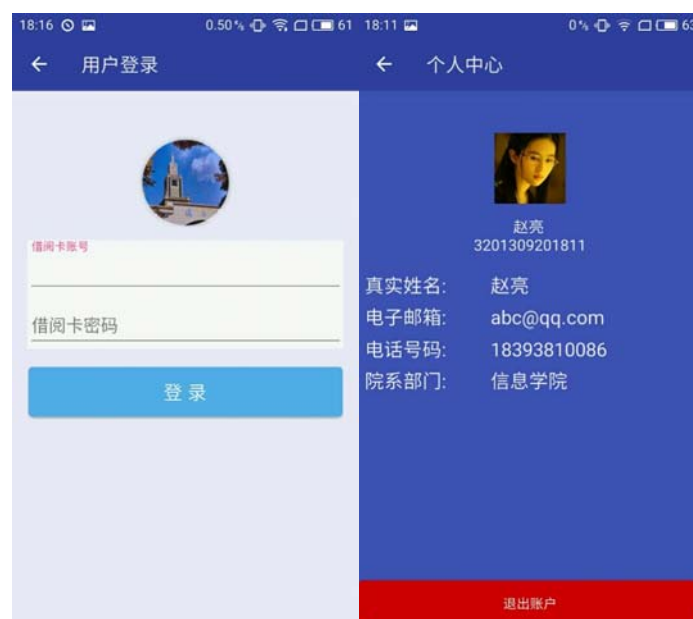 18:16 0.50% 61
用户登录
借阅卡账号
借阅卡密码
登录
18:11 0% 63
个人中心
赵亮
3201309201811
真实姓名: 赵亮
电子邮箱: abc@qq.com
电话号码: 18393810086
院系部门: 信息学院
退出账户